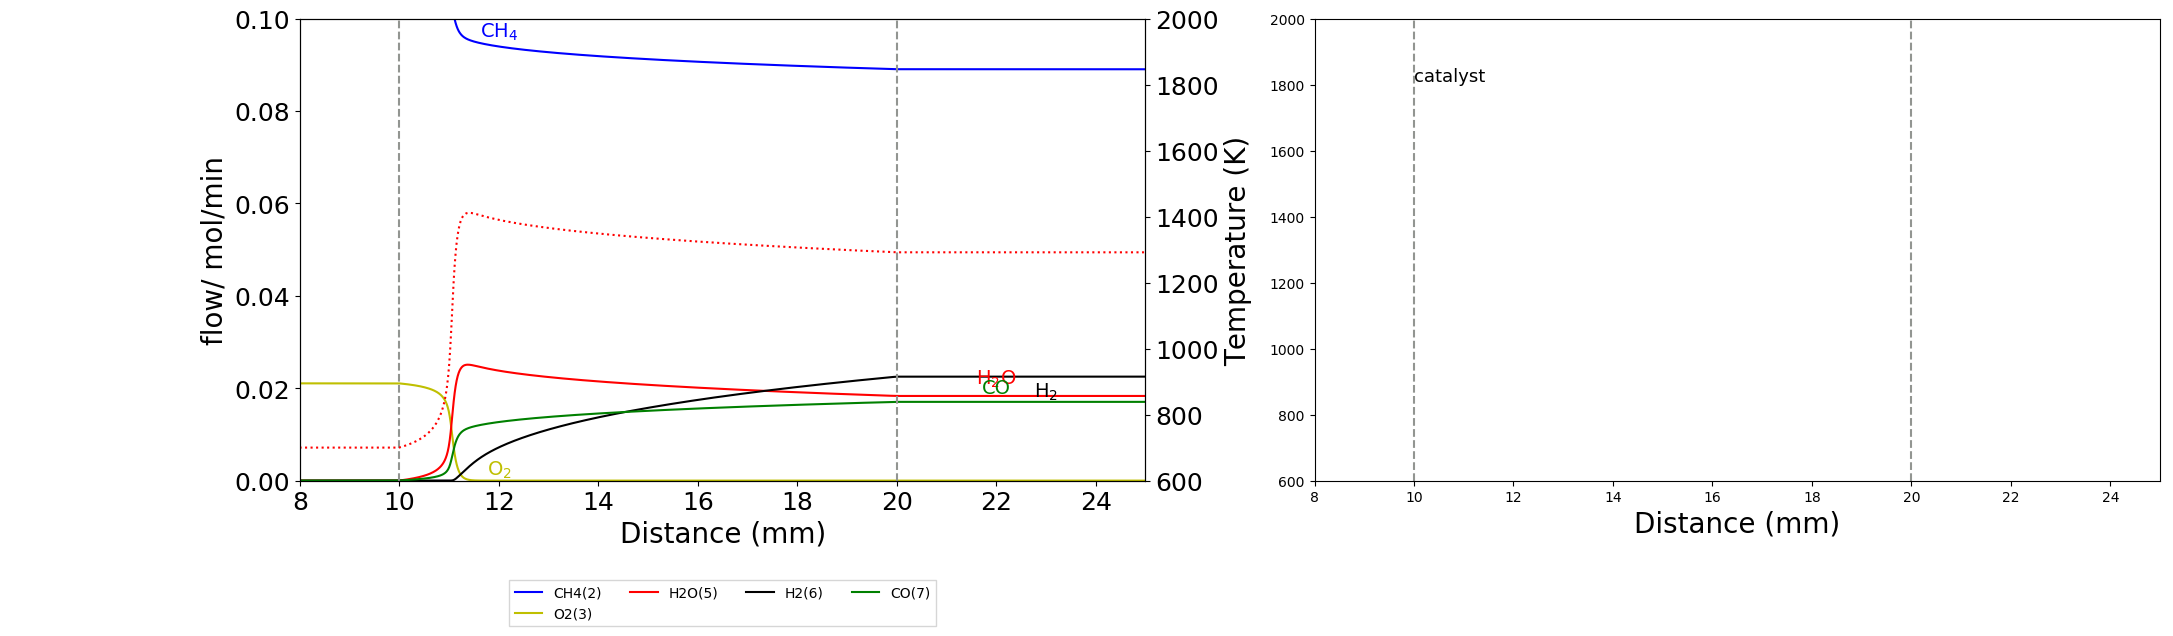 0.10
0.08
0.06
0.04
0.02
0.00
flow/ mol/min
8 10 12 14 16 18 20 22 24
Distance (mm)
CH₄
O₂
H₂O
CO
H₂
2000
1800
1600
1400
1200
1000
800
600
Temperature (K)
CH4(2) H2O(5) H2(6) CO(7)
O2(3)
2000
1800
1600
1400
1200
1000
800
600
catalyst
8 10 12 14 16 18 20 22 24
Distance (mm)